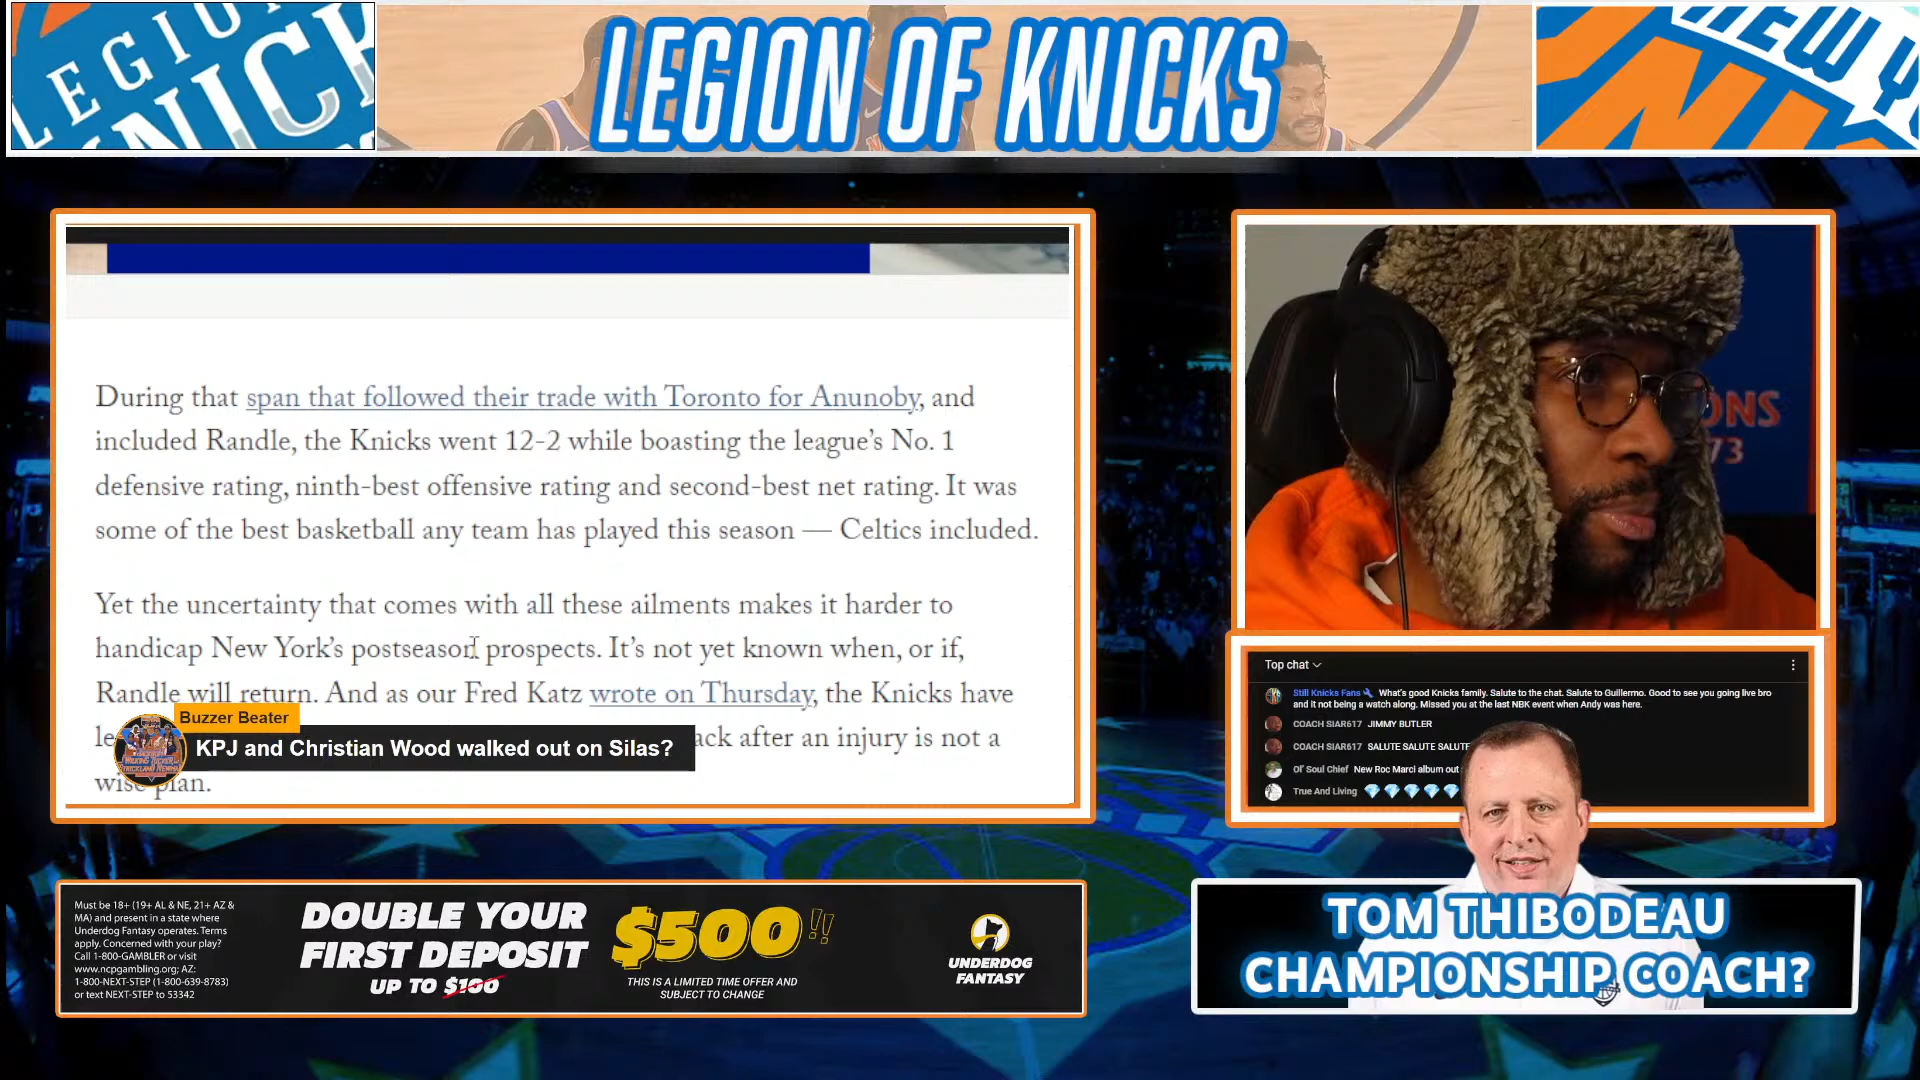 LEGION
KNICK
LEGION OF KNICKS
NEW Y
During that span that followed their trade with Toronto for Anunoby, and
included Randle, the Knicks went 12-2 while boasting the league's No. 1
defensive rating, ninth-best offensive rating and second-best net rating. It was
some of the best basketball any team has played this season — Celtics included.
Yet the uncertainty that comes with all these ailments makes it harder to
handicap New York's postseason prospects. It's not yet known when, or if,
Randle will return. And as our Fred Katz wrote on Thursday, the Knicks have
le
ack after an injury is not a
wise plan.
Buzzer Beater
KPJ and Christian Wood walked out on Silas?
ONS
73
Top chat
Still Knicks Fans What's good Knicks family. Salute to the chat. Salute to Guillermo. Good to see you going live bro
and it not being a watch along. Missed you at the last NBK event when Andy was here.
COACH SIAR617 JIMMY BUTLER
COACH SIAR617 SALUTE SALUTE SALUTE
Ol' Soul Chief New Roc Marci album out
True And Living
Must be 18+ (19+ AL & NE, 21+ AZ &
MA) and present in a state where
Underdog Fantasy operates. Terms
apply. Concerned with your play?
Call 1-800-GAMBLER or visit
www.ncpgambling.org; AZ:
1-800-NEXT-STEP (1-800-639-8783)
or text NEXT-STEP to 53342
DOUBLE YOUR
FIRST DEPOSIT
UP TO $100
$500!!
THIS IS A LIMITED TIME OFFER AND
SUBJECT TO CHANGE
UNDERDOG
FANTASY
TOM THIBODEAU
CHAMPIONSHIP COACH?